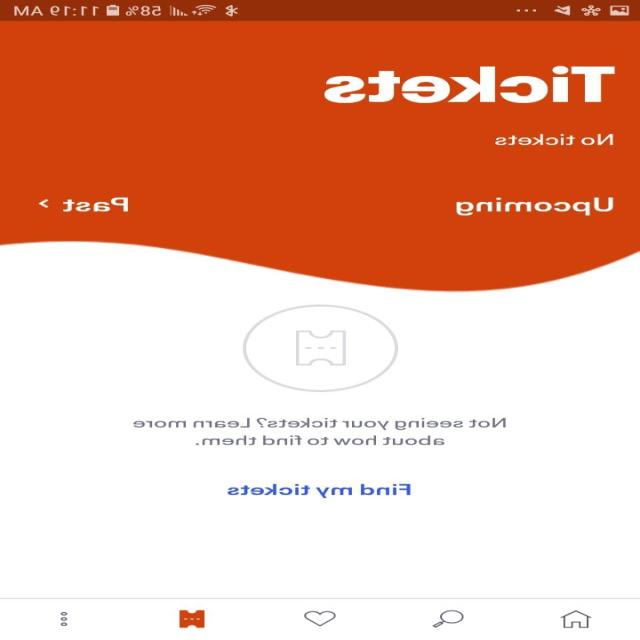 58% 11:19 AM
Tickets
No tickets
Upcoming
Past >
Not seeing your tickets? Learn more
about how to find them.
Find my tickets